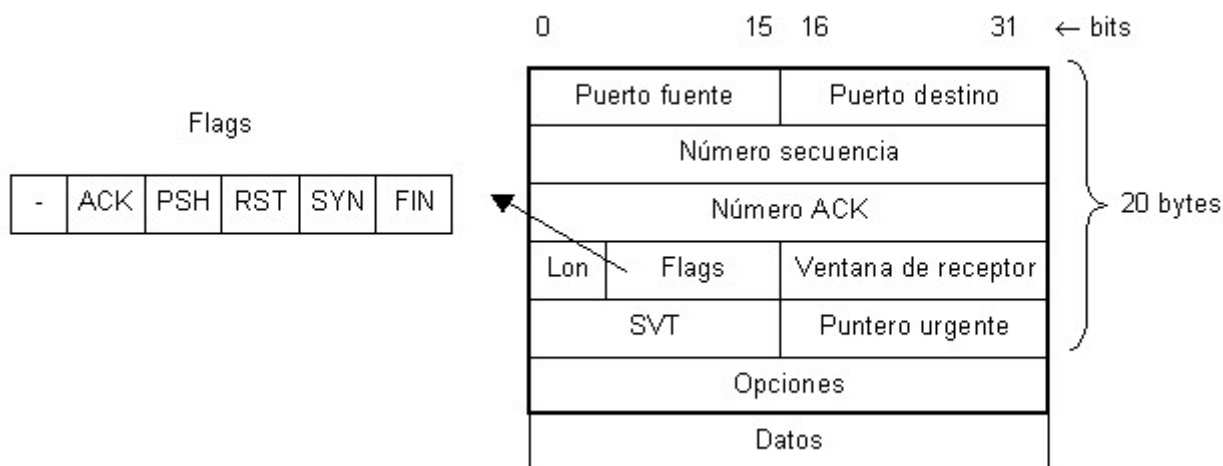 0 15 16 31 ← bits
Puerto fuente Puerto destino
Flags
Número secuencia
- ACK PSH RST SYN FIN
Número ACK
20 bytes
Lon Flags Ventana de receptor
SVT Puntero urgente
Opciones
Datos